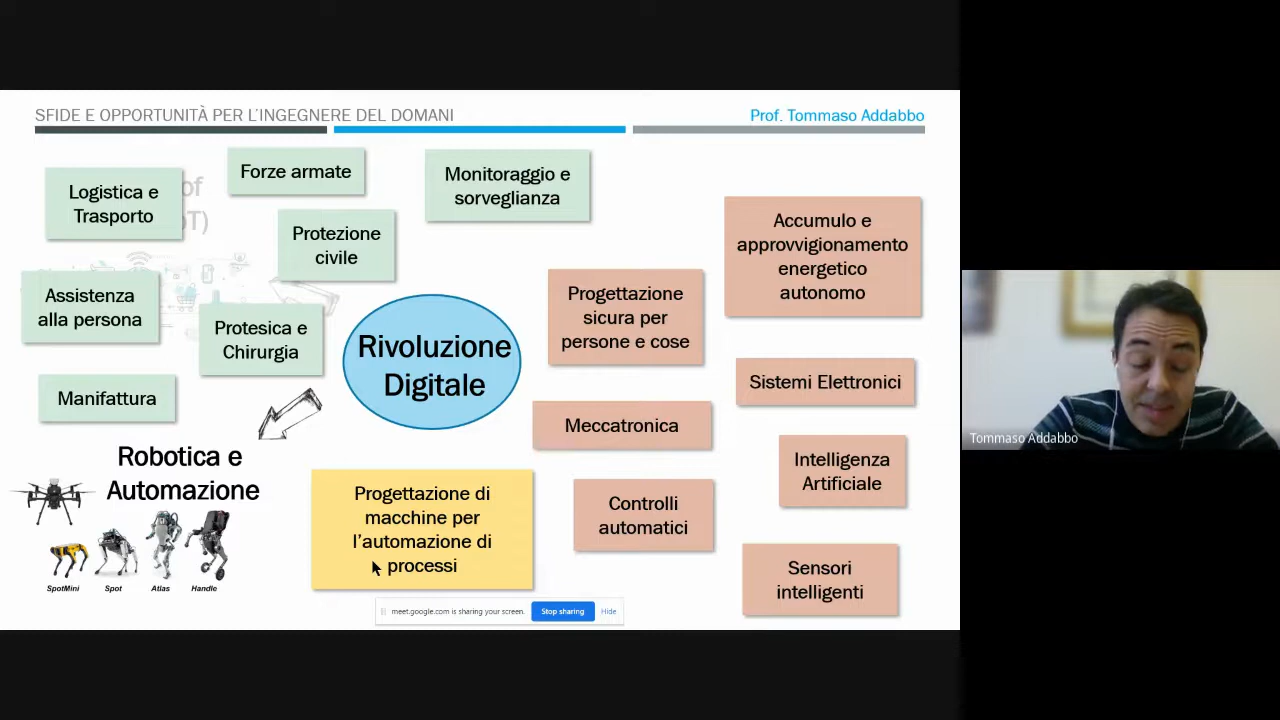 SFIDE E OPPORTUNITÀ PER L'INGEGNERE DEL DOMANI
Prof. Tommaso Addabbo
Logistica e
Trasporto
of
T)
Forze armate
Monitoraggio e
sorveglianza
Protezione
civile
Accumulo e
approvvigionamento
energetico
autonomo
Assistenza
alla persona
Protesica e
Chirurgia
Rivoluzione
Digitale
Progettazione
sicura per
persone e cose
Sistemi Elettronici
Manifattura
Meccatronica
Robotica e
Automazione
Intelligenza
Artificiale
Progettazione di
macchine per
l'automazione di
processi
Controlli
automatici
Sensori
intelligenti
SpotMini
Spot
Atlas
Handle
meet.google.com is sharing your screen.
Stop sharing
Hide
Tommaso Addabbo